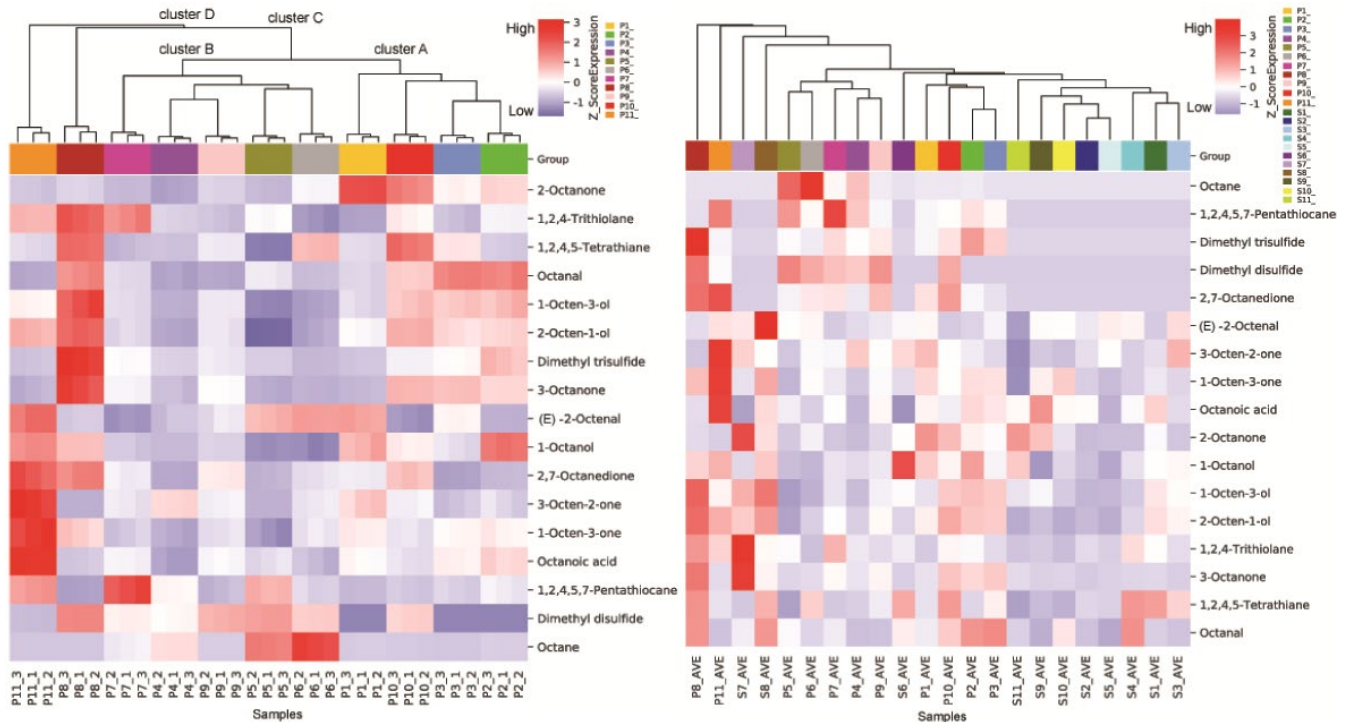 cluster D
cluster C
cluster B
cluster A
High
Low
3
2
1
0
-1
Z_ScoreExpression
P1_
P2_
P3_
P4_
P5_
P6_
P7_
P8_
P9_
P10_
P11_
Group
2-Octanone
1,2,4-Trithiolane
1,2,4,5-Tetrathiane
Octanal
1-Octen-3-ol
2-Octen-1-ol
Dimethyl trisulfide
3-Octanone
(E) -2-Octenal
1-Octanol
2,7-Octanedione
3-Octen-2-one
1-Octen-3-one
Octanoic acid
1,2,4,5,7-Pentathiocane
Dimethyl disulfide
Octane
P11_3
P11_1
P11_2
P8_3
P8_1
P8_2
P7_2
P7_1
P7_3
P4_2
P4_1
P4_3
P9_2
P9_1
P9_3
P5_2
P5_1
P5_3
P6_2
P6_1
P6_3
P1_3
P1_1
P1_2
P10_3
P10_1
P10_2
P3_3
P3_1
P3_2
P2_3
P2_1
P2_2
Samples
High
Low
3
2
1
0
-1
Z_ScoreExpression
P1_
P2_
P3_
P4_
P5_
P6_
P7_
P8_
P9_
P10_
P11_
S1_
S2_
S3_
S4_
S5_
S6_
S7_
S8_
S9_
S10_
S11_
Group
Octane
1,2,4,5,7-Pentathiocane
Dimethyl trisulfide
Dimethyl disulfide
2,7-Octanedione
(E) -2-Octenal
3-Octen-2-one
1-Octen-3-one
Octanoic acid
2-Octanone
1-Octanol
1-Octen-3-ol
2-Octen-1-ol
1,2,4-Trithiolane
3-Octanone
1,2,4,5-Tetrathiane
Octanal
P8_AVE
P11_AVE
S7_AVE
S8_AVE
P5_AVE
P6_AVE
P7_AVE
P4_AVE
P9_AVE
S6_AVE
P1_AVE
P10_AVE
P2_AVE
P3_AVE
S11_AVE
S9_AVE
S10_AVE
S2_AVE
S5_AVE
S4_AVE
S1_AVE
S3_AVE
Samples